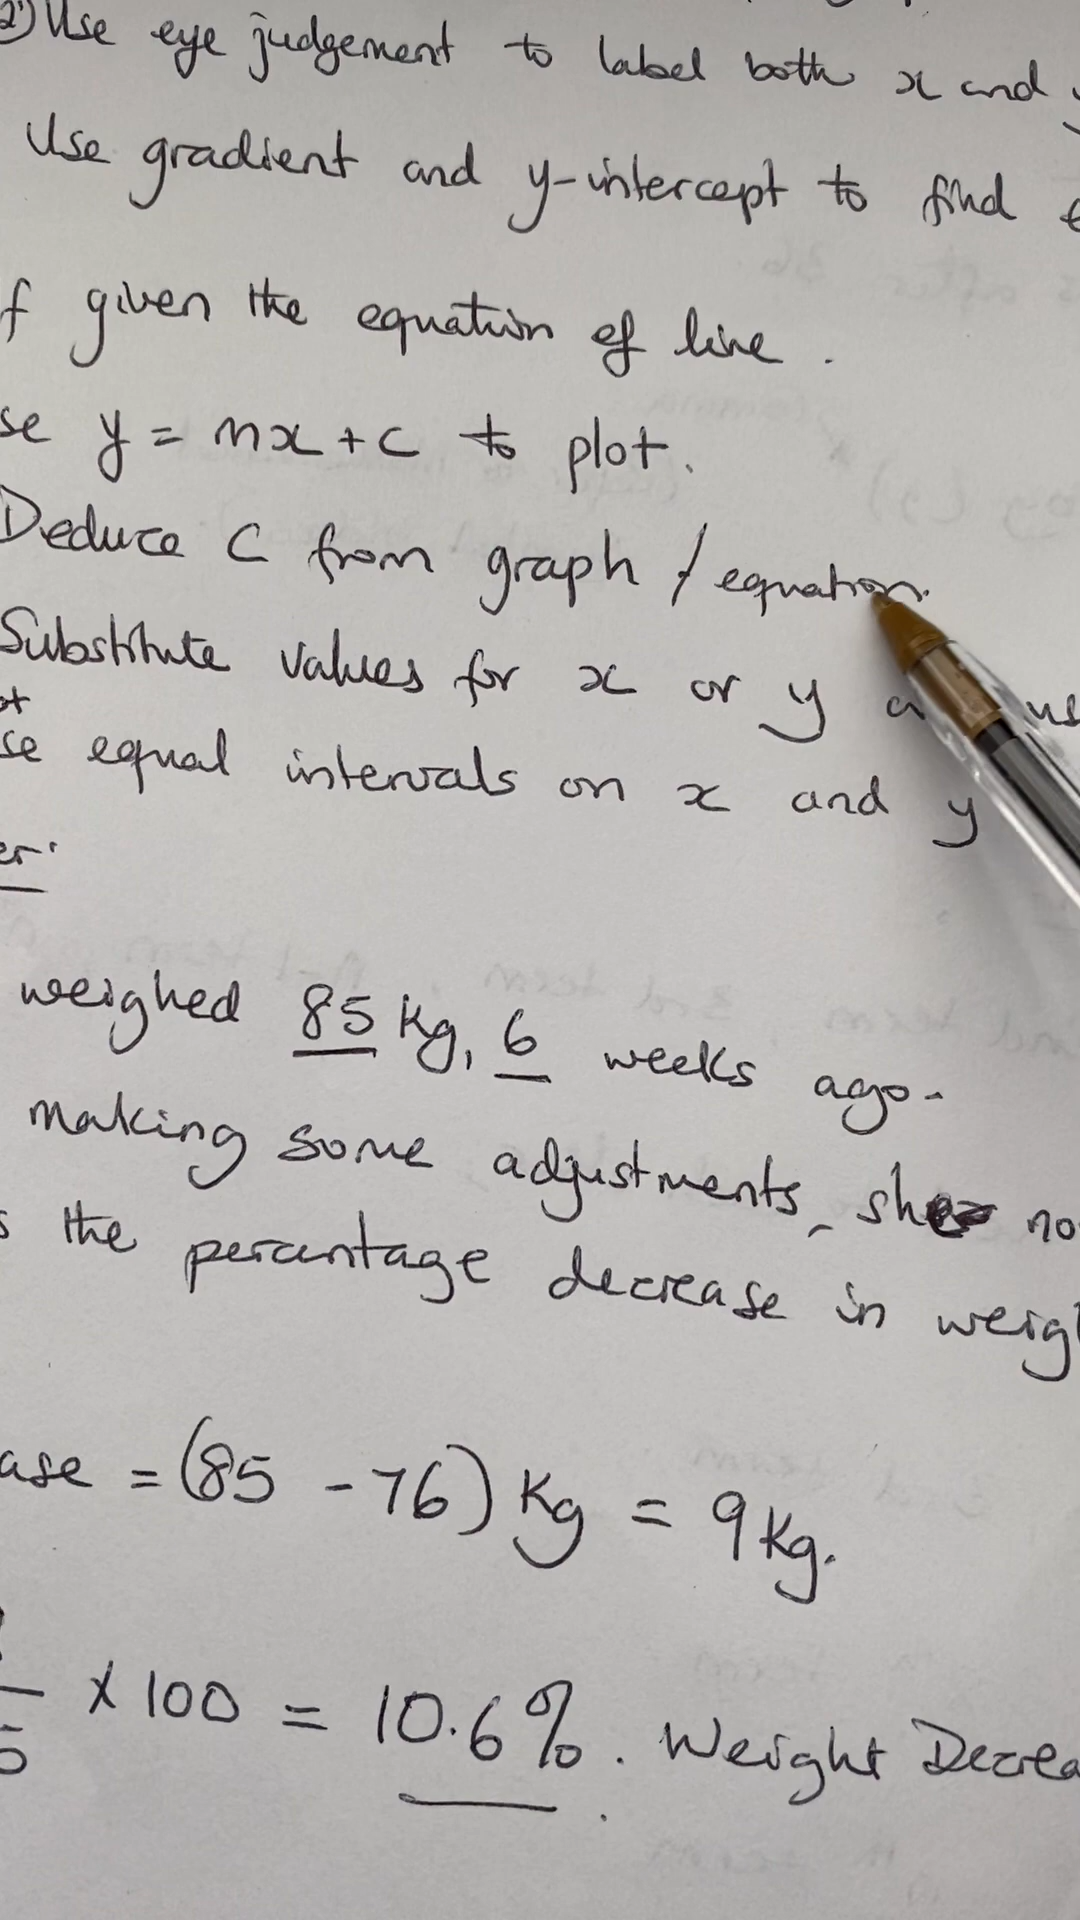 2) Use eye judgement to label both x and y
Use gradient and y-intercept to find
f given the equation of line.
se y = mx + c to plot.
Deduce C from graph / equation.
Substitute values for x or y
se equal intervals on x and y
er:
weighed 85 Kg, 6 weeks ago.
making some adjustments, she no
s the percentage decrease in weigh
ase = (85 - 76) Kg = 9 Kg.
x 100 = 10.6%. Weight Decrea